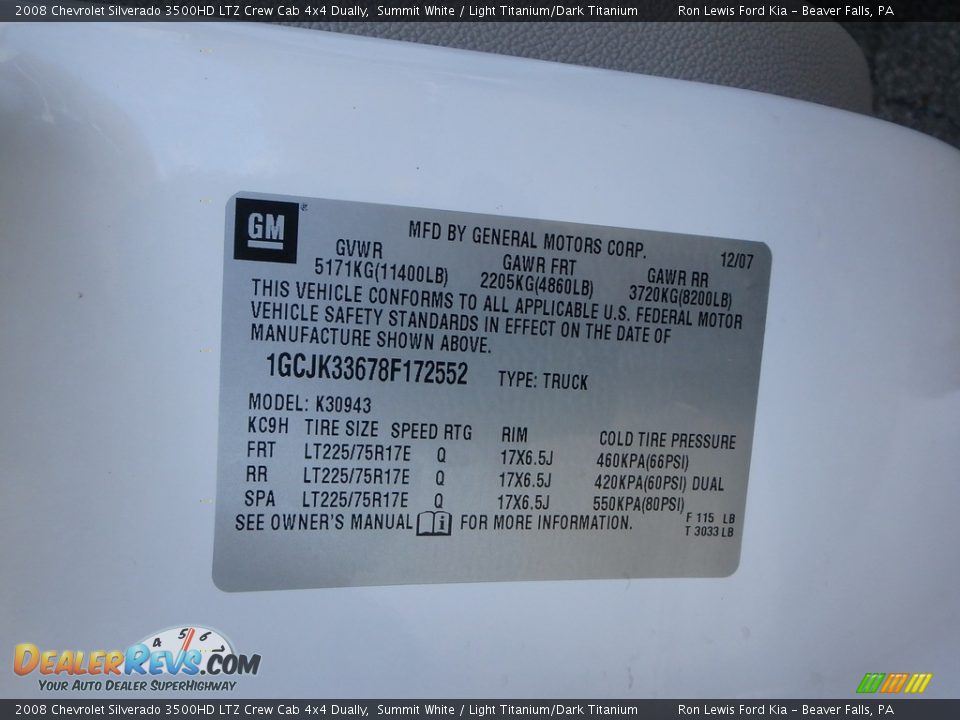 2008 Chevrolet Silverado 3500HD LTZ Crew Cab 4x4 Dually, Summit White / Light Titanium/Dark Titanium Ron Lewis Ford Kia - Beaver Falls, PA
GM
MFD BY GENERAL MOTORS CORP. 12/07
GVWR GAWR FRT GAWR RR
5171KG(11400LB) 2205KG(4860LB) 3720KG(8200LB)
THIS VEHICLE CONFORMS TO ALL APPLICABLE U.S. FEDERAL MOTOR
VEHICLE SAFETY STANDARDS IN EFFECT ON THE DATE OF
MANUFACTURE SHOWN ABOVE.
1GCJK33678F172552 TYPE: TRUCK
MODEL: K30943
KC9H TIRE SIZE SPEED RTG RIM COLD TIRE PRESSURE
FRT LT225/75R17E Q 17X6.5J 460KPA(66PSI)
RR LT225/75R17E Q 17X6.5J 420KPA(60PSI) DUAL
SPA LT225/75R17E Q 17X6.5J 550KPA(80PSI)
SEE OWNER'S MANUAL i FOR MORE INFORMATION.
F 115 LB
T 3033 LB
4 5 6 7
DEALERREVS.COM
YOUR AUTO DEALER SUPERHIGHWAY
2008 Chevrolet Silverado 3500HD LTZ Crew Cab 4x4 Dually, Summit White / Light Titanium/Dark Titanium Ron Lewis Ford Kia - Beaver Falls, PA